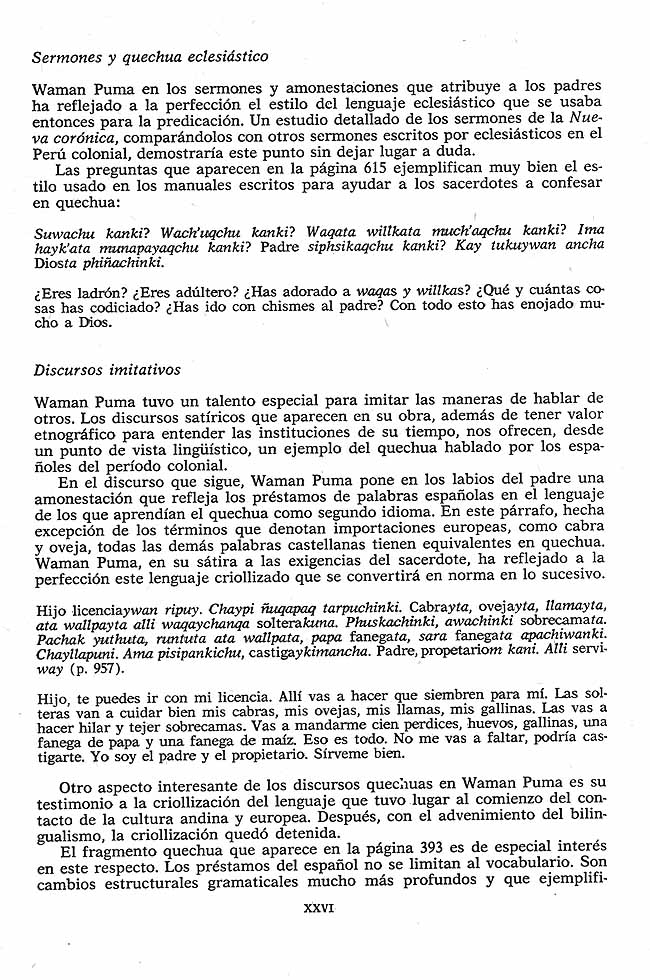 Sermones y quechua eclesiástico
Waman Puma en los sermones y amonestaciones que atribuye a los padres
ha reflejado a la perfección el estilo del lenguaje eclesiástico que se usaba
entonces para la predicación. Un estudio detallado de los sermones de la Nue-
va corónica, comparándolos con otros sermones escritos por eclesiásticos en el
Perú colonial, demostraría este punto sin dejar lugar a duda.
Las preguntas que aparecen en la página 615 ejemplifican muy bien el es-
tilo usado en los manuales escritos para ayudar a los sacerdotes a confesar
en quechua:
Suwachu kanki? Wach'uqchu kanki? Waqata willkata much'aqchu kanki? Ima
hayk'ata munapayaqchu kanki? Padre siphsikaqchu kanki? Kay tukuywan ancha
Diosta phiñachinki.
¿Eres ladrón? ¿Eres adúltero? ¿Has adorado a waqas y willkas? ¿Qué y cuántas co-
sas has codiciado? ¿Has ido con chismes al padre? Con todo esto has enojado mu-
cho a Dios.
Discursos imitativos
Waman Puma tuvo un talento especial para imitar las maneras de hablar de
otros. Los discursos satíricos que aparecen en su obra, además de tener valor
etnográfico para entender las instituciones de su tiempo, nos ofrecen, desde
un punto de vista lingüístico, un ejemplo del quechua hablado por los espa-
ñoles del período colonial.
En el discurso que sigue, Waman Puma pone en los labios del padre una
amonestación que refleja los préstamos de palabras españolas en el lenguaje
de los que aprendían el quechua como segundo idioma. En este párrafo, hecha
excepción de los términos que denotan importaciones europeas, como cabra
y oveja, todas las demás palabras castellanas tienen equivalentes en quechua.
Waman Puma, en su sátira a las exigencias del sacerdote, ha reflejado a la
perfección este lenguaje criollizado que se convertirá en norma en lo sucesivo.
Hijo licenciaywan ripuy. Chaypi ñuqapaq tarpuchinki. Cabrayta, ovejayta, llamayta,
ata wallpayta alli waqaychanqa solterakuna. Phuskachinki, awachinki sobrecamata.
Pachak yuthuta, runtuta ata wallpata, papa fanegata, sara fanegata apachiwanki.
Chayllapuni. Ama pisipankichu, castigaykimancha. Padre, propetariom kani. Alli servi-
way (p. 957).
Hijo, te puedes ir con mi licencia. Allí vas a hacer que siembren para mí. Las sol-
teras van a cuidar bien mis cabras, mis ovejas, mis llamas, mis gallinas. Las vas a
hacer hilar y tejer sobrecamas. Vas a mandarme cien perdices, huevos, gallinas, una
fanega de papa y una fanega de maíz. Eso es todo. No me vas a faltar, podría cas-
tigarte. Yo soy el padre y el propietario. Sírveme bien.
Otro aspecto interesante de los discursos quechuas en Waman Puma es su
testimonio a la criollización del lenguaje que tuvo lugar al comienzo del con-
tacto de la cultura andina y europea. Después, con el advenimiento del bilin-
gualismo, la criollización quedó detenida.
El fragmento quechua que aparece en la página 393 es de especial interés
en este respecto. Los préstamos del español no se limitan al vocabulario. Son
cambios estructurales gramaticales mucho más profundos y que ejemplifi-
XXVI